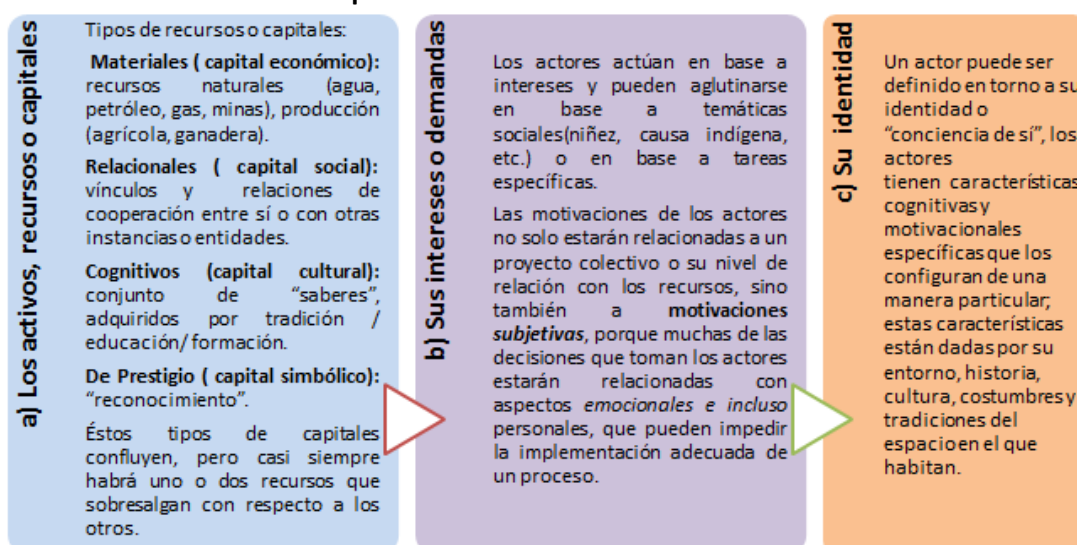 a) Los activos, recursos o capitales
Tipos de recursos o capitales:
Materiales ( capital económico):
recursos naturales (agua,
petróleo, gas, minas), producción
(agrícola, ganadera).
Relacionales ( capital social):
vínculos y relaciones de
cooperación entre sí o con otras
instancias o entidades.
Cognitivos (capital cultural):
conjunto de “saberes”,
adquiridos por tradición /
educación/ formación.
De Prestigio ( capital simbólico):
“reconocimiento”.
Éstos tipos de capitales
confluyen, pero casi siempre
habrá uno o dos recursos que
sobresalgan con respecto a los
otros.
b) Sus intereses o demandas
Los actores actúan en base a
intereses y pueden aglutinarse
en base a temáticas
sociales(niñez, causa indígena,
etc.) o en base a tareas
específicas.
Las motivaciones de los actores
no solo estarán relacionadas a un
proyecto colectivo o su nivel de
relación con los recursos, sino
también a motivaciones
subjetivas, porque muchas de las
decisiones que toman los actores
estarán relacionadas con
aspectos emocionales e incluso
personales, que pueden impedir
la implementación adecuada de
un proceso.
c) Su identidad
Un actor puede ser
definido en torno a su
identidad o
“conciencia de sí”, los
actores
tienen características
cognitivas y
motivacionales
específicas que los
configuran de una
manera particular;
estas características
están dadas por su
entorno, historia,
cultura, costumbres y
tradiciones del
espacio en el que
habitan.